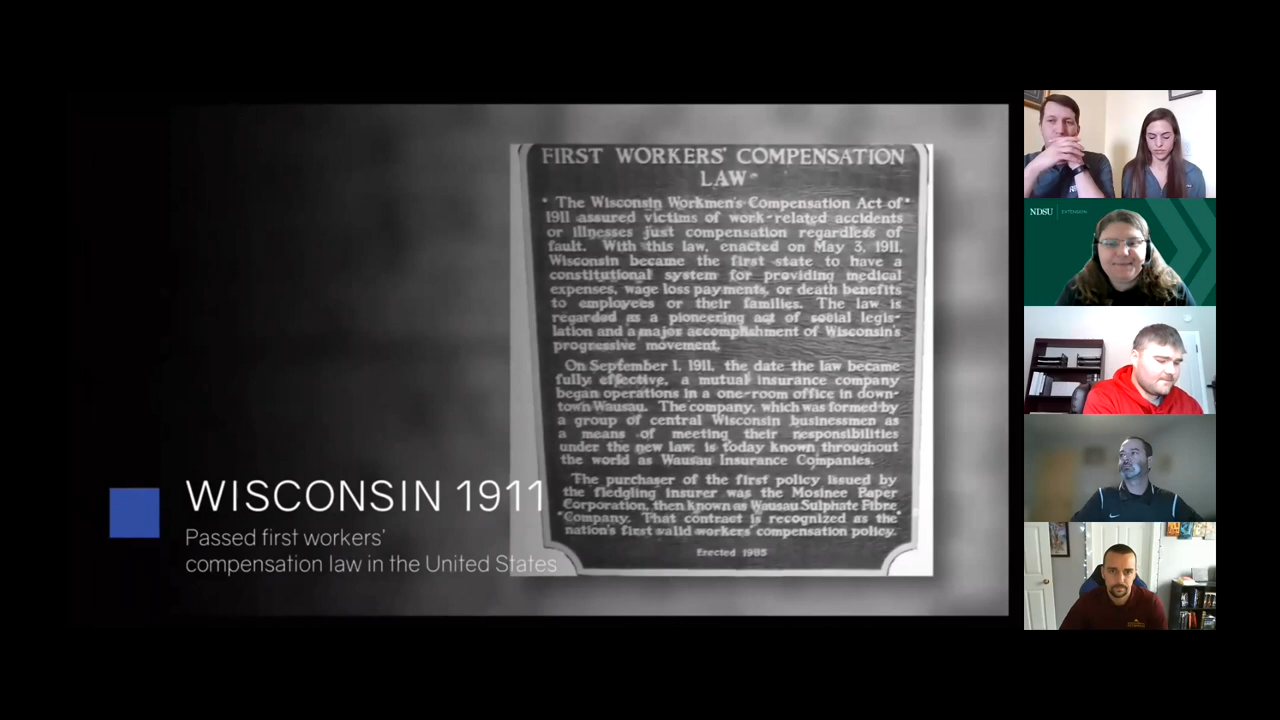 FIRST WORKERS' COMPENSATION
LAW
The Wisconsin Workmen's Compensation Act of
1911 assured victims of work-related accidents
or illnesses just compensation regardless of
fault. With this law, enacted on May 3, 1911,
Wisconsin became the first state to have a
constitutional system for providing medical
expenses, wage loss payments, or death benefits
to employees or their families. The law is
regarded as a pioneering act of social legis-
lation and a major accomplishment of Wisconsin's
progressive movement.
On September 1, 1911, the date the law became
fully effective, a mutual insurance company
began operations in a one-room office in down-
town Wausau. The company, which was formed by
a group of central Wisconsin businessmen as
a means of meeting their responsibilities
under the new law, is today known throughout
the world as Wausau Insurance Companies.
The purchaser of the first policy issued by
the fledgling insurer was the Mosinee Paper
Corporation, then known as Wausau Sulphate Fibre
Company. That contract is recognized as the
nation's first valid workers' compensation policy.
Erected 1985
WISCONSIN 1911
Passed first workers'
compensation law in the United States
NDSU EXTENSION